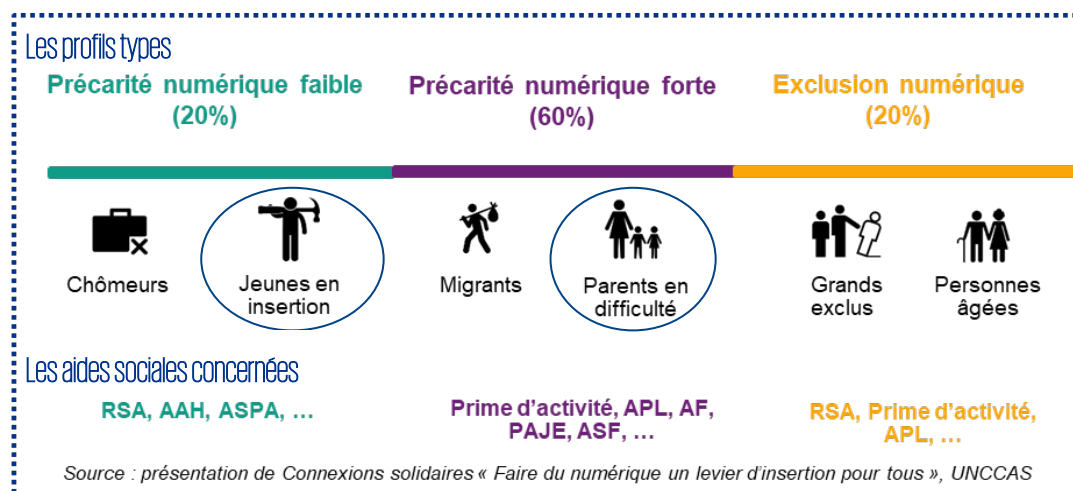 Les profils types
Précarité numérique faible
(20%)
Précarité numérique forte
(60%)
Exclusion numérique
(20%)
Chômeurs
Jeunes en
insertion
Migrants
Parents en
difficulté
Grands
exclus
Personnes
âgées
Les aides sociales concernées
RSA, AAH, ASPA, …
Prime d’activité, APL, AF,
PAJE, ASF, …
RSA, Prime d’activité,
APL, …
Source : présentation de Connexions solidaires « Faire du numérique un levier d’insertion pour tous », UNCCAS